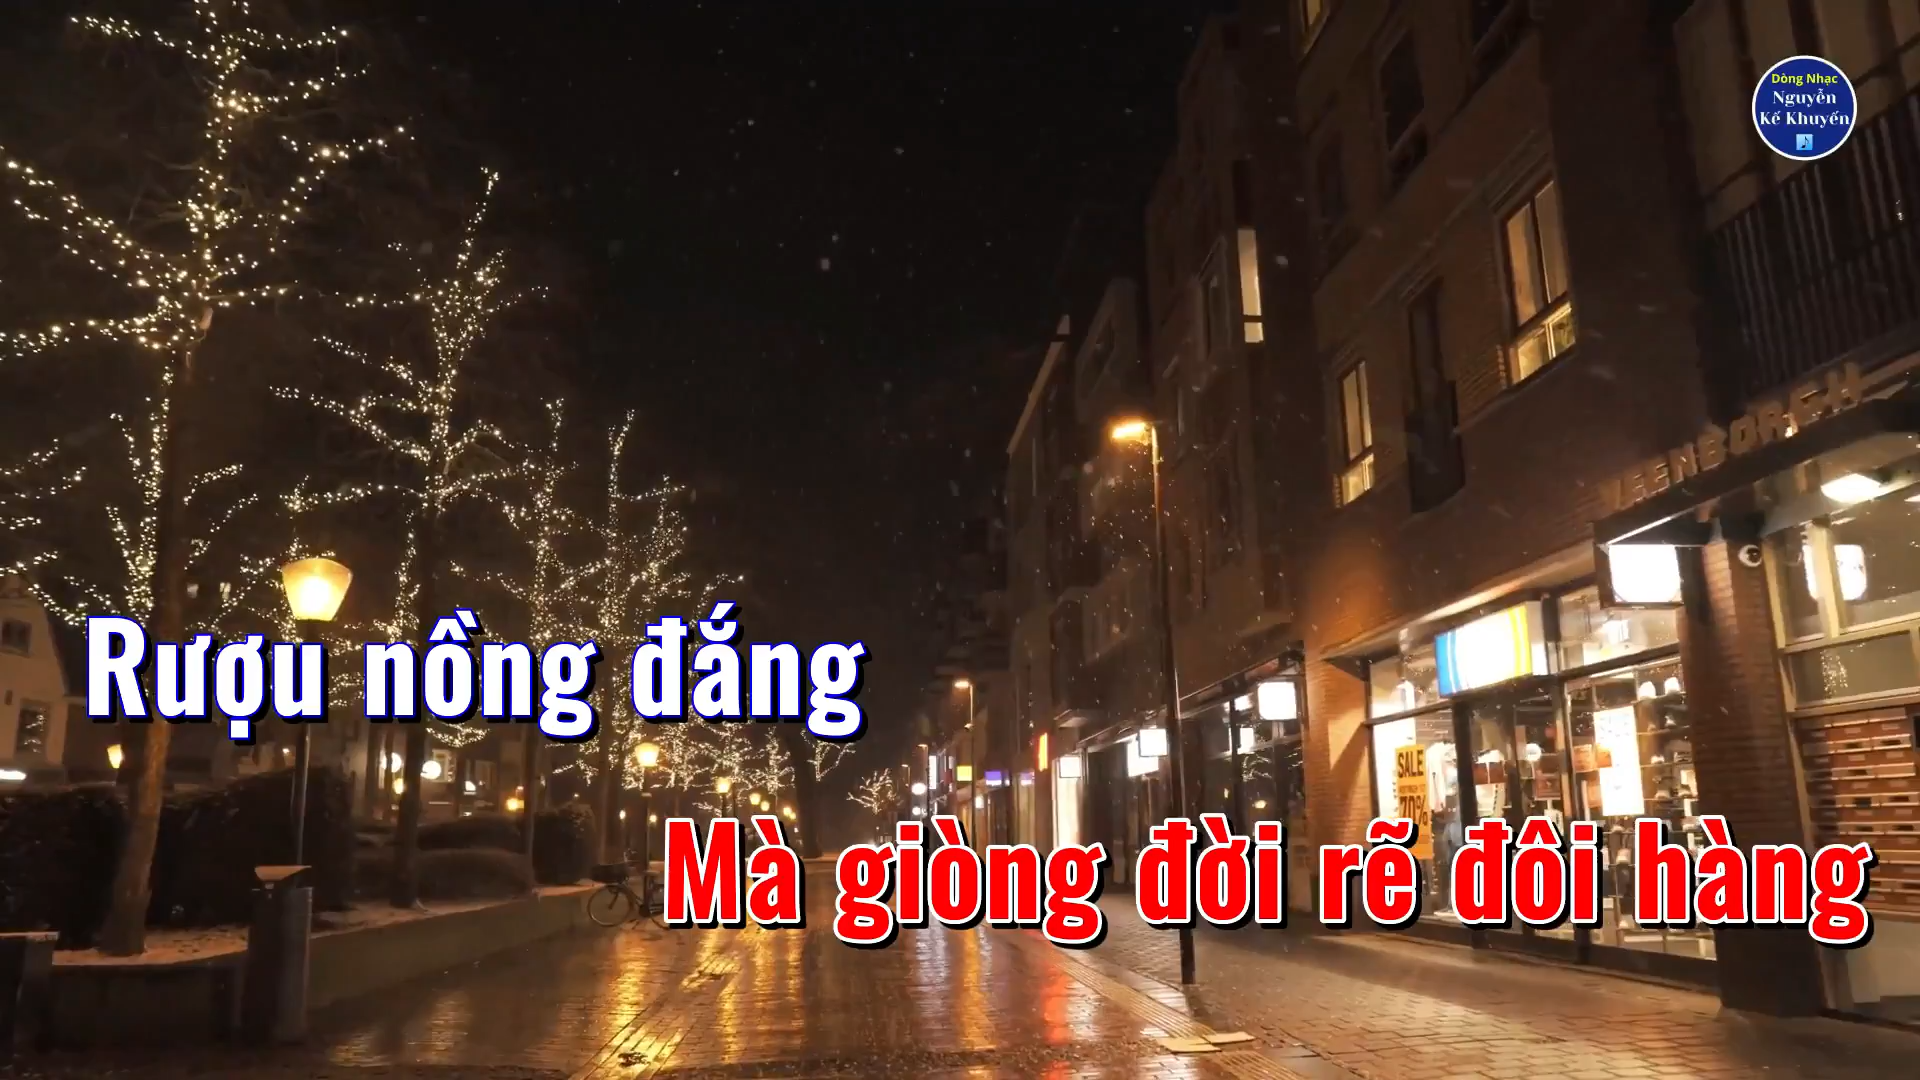 Dòng Nhạc
Nguyễn
Kế Khuyến
SALE
70%
Rượu nồng đắng
Mà giòng đời rẽ đôi hàng